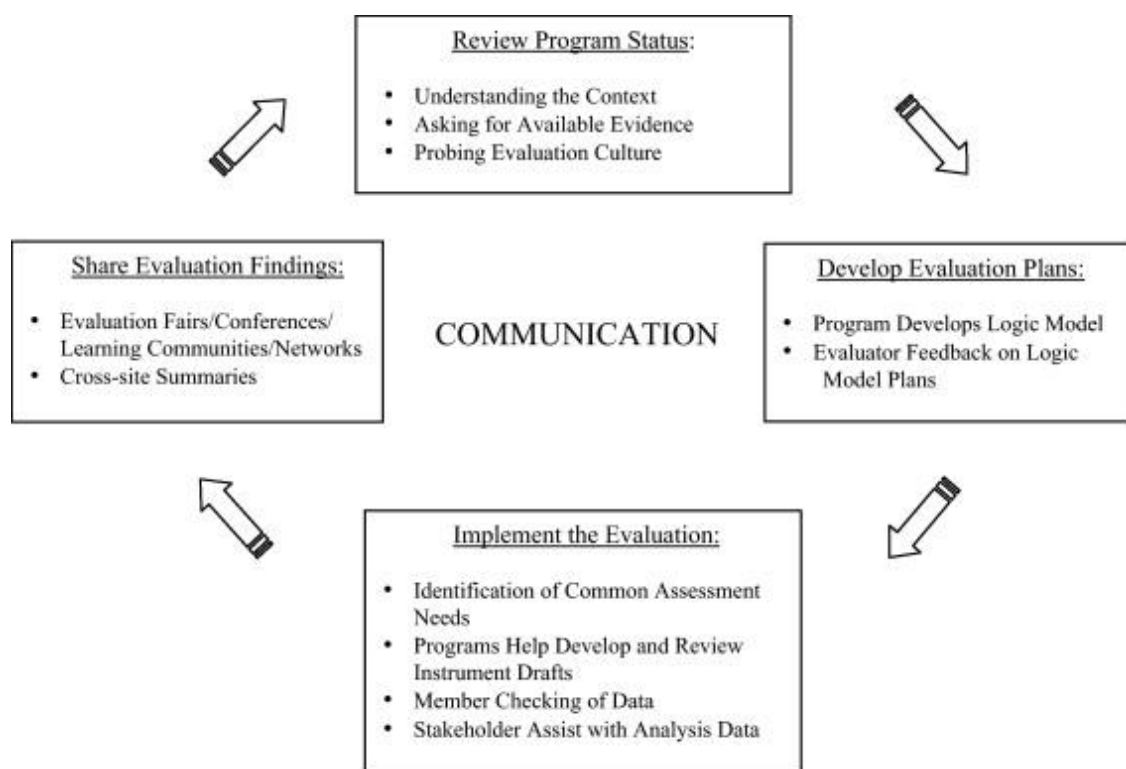 Review Program Status:
• Understanding the Context
• Asking for Available Evidence
• Probing Evaluation Culture
Share Evaluation Findings:
• Evaluation Fairs/Conferences/
Learning Communities/Networks
• Cross-site Summaries
COMMUNICATION
Develop Evaluation Plans:
• Program Develops Logic Model
• Evaluator Feedback on Logic
Model Plans
Implement the Evaluation:
• Identification of Common Assessment
Needs
• Programs Help Develop and Review
Instrument Drafts
• Member Checking of Data
• Stakeholder Assist with Analysis Data